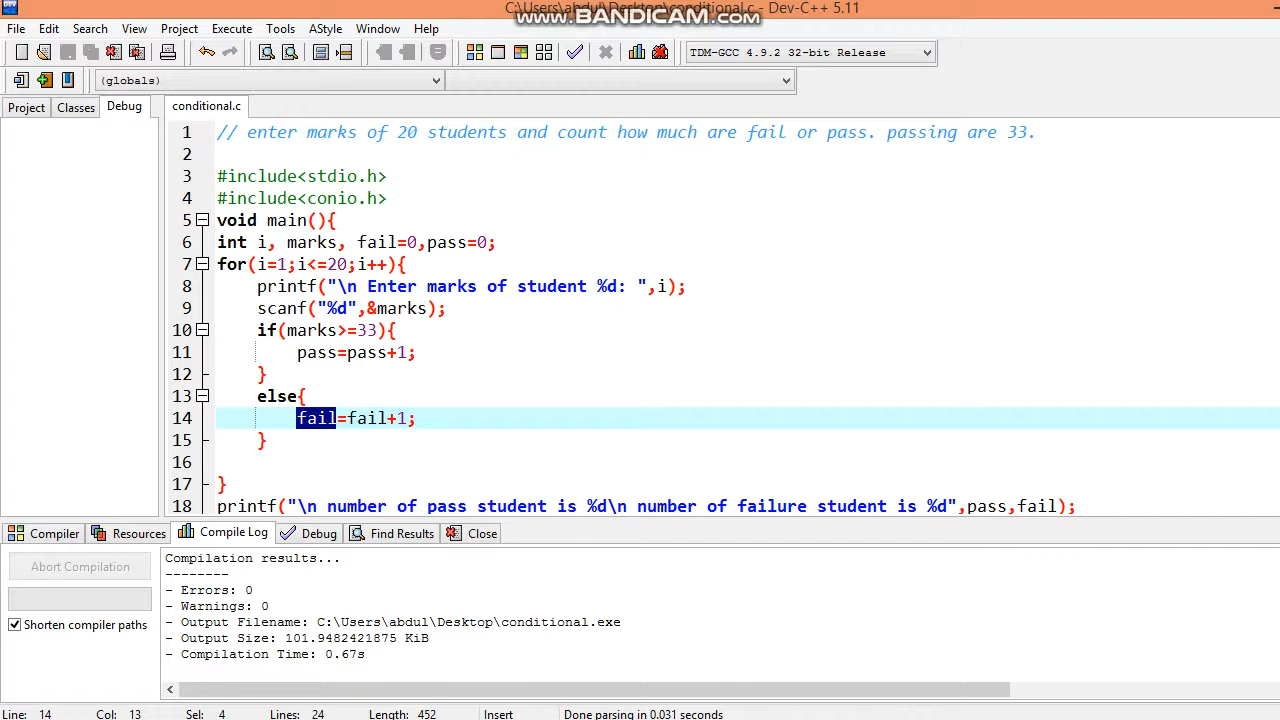 C:\Users\abdul\Desktop\conditional.c - Dev-C++ 5.11
www.BANDICAM.com
File Edit Search View Project Execute Tools AStyle Window Help
TDM-GCC 4.9.2 32-bit Release
(globals)
Project Classes Debug conditional.c
1 // enter marks of 20 students and count how much are fail or pass. passing are 33.
2
3 #include<stdio.h>
4 #include<conio.h>
5 void main(){
6 int i, marks, fail=0,pass=0;
7 for(i=1;i<=20;i++){
8 printf("\n Enter marks of student %d: ",i);
9 scanf("%d",&marks);
10 if(marks>=33){
11 pass=pass+1;
12 }
13 else{
14 fail=fail+1;
15 }
16
17 }
18 printf("\n number of pass student is %d\n number of failure student is %d",pass,fail);
Compiler Resources Compile Log Debug Find Results Close
Abort Compilation
Shorten compiler paths
Compilation results...
--------
- Errors: 0
- Warnings: 0
- Output Filename: C:\Users\abdul\Desktop\conditional.exe
- Output Size: 101.9482421875 KiB
- Compilation Time: 0.67s
Line: 14 Col: 13 Sel: 4 Lines: 24 Length: 452 Insert Done parsing in 0.031 seconds